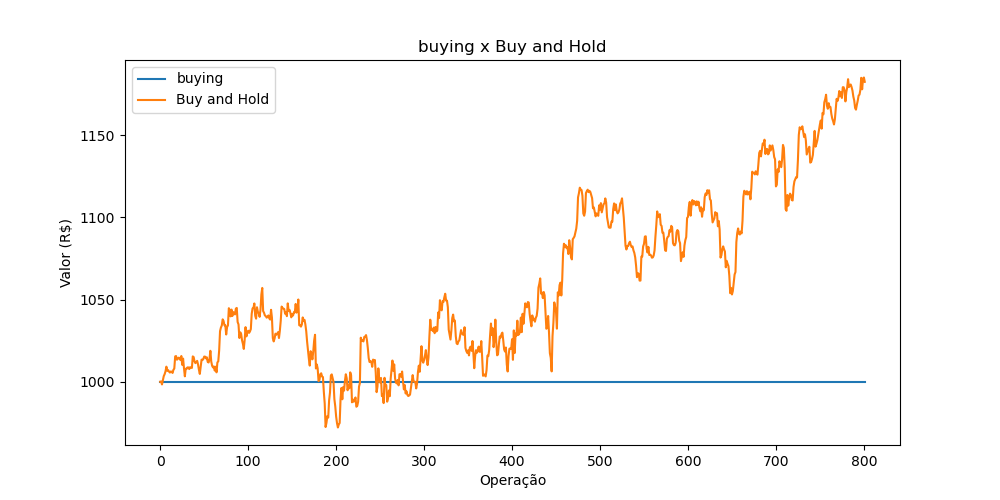 buying x Buy and Hold
buying
Buy and Hold
Valor (R$)
1150
1100
1050
1000
0 100 200 300 400 500 600 700 800
Operação